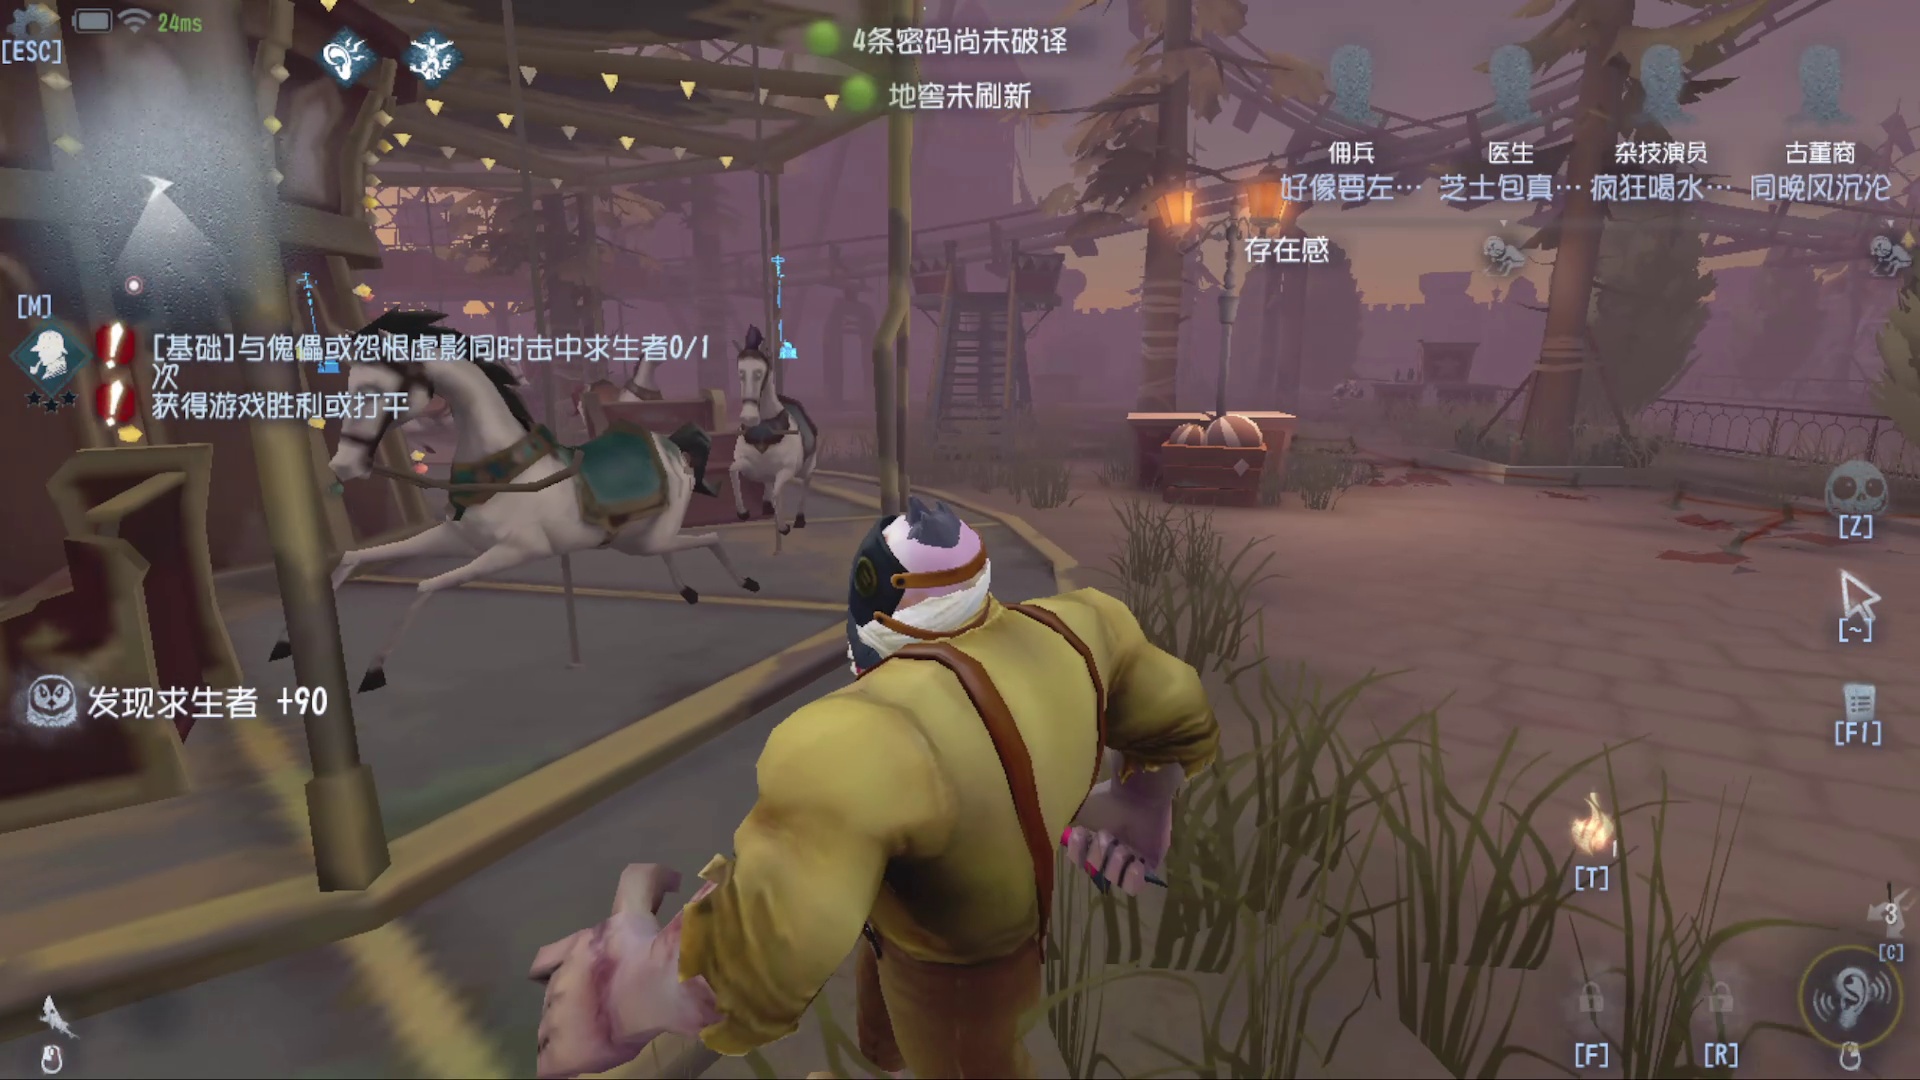 24ms
[ESC]
4条密码尚未破译
地窖未刷新
佣兵
医生
杂技演员
古董商
好像要左…
芝士包真…
疯狂喝水…
同晚风沉沦
存在感
[M]
[基础]与傀儡或怨恨虚影同时击中求生者0/1
次
获得游戏胜利或打平
[Z]
[~]
发现求生者 +90
[F1]
[T]
3
[C]
[F]
[R]